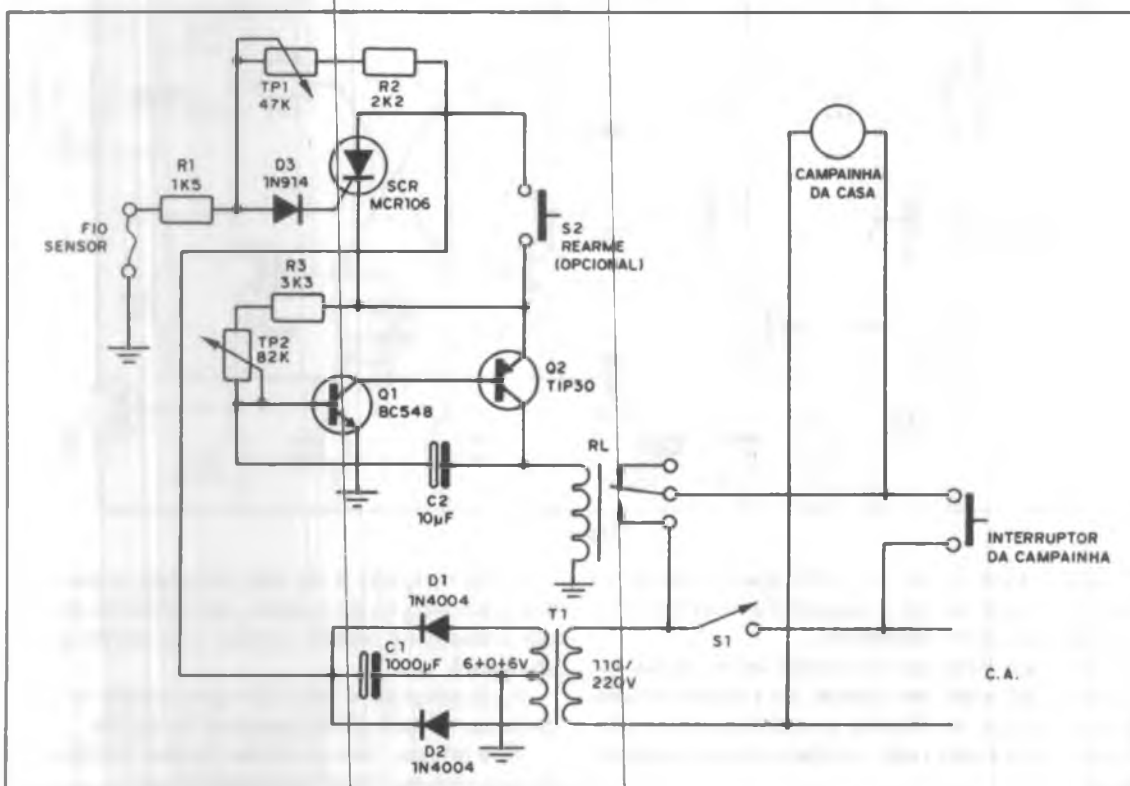 TP1
47K
R2
2K2
R1
1K5
D3
1N914
SCR
MCR106
FIO
SENSOR
S2
REARME
(OPCIONAL)
CAMPAINHA
DA CASA
R3
3K3
TP2
82K
Q1
BC548
Q2
TIP30
C2
10µF
RL
INTERRUPTOR
DA CAMPAINHA
D1
1N4004
C1
1000µF
6+0+6V
T1
110/
220V
S1
C.A.
D2
1N4004